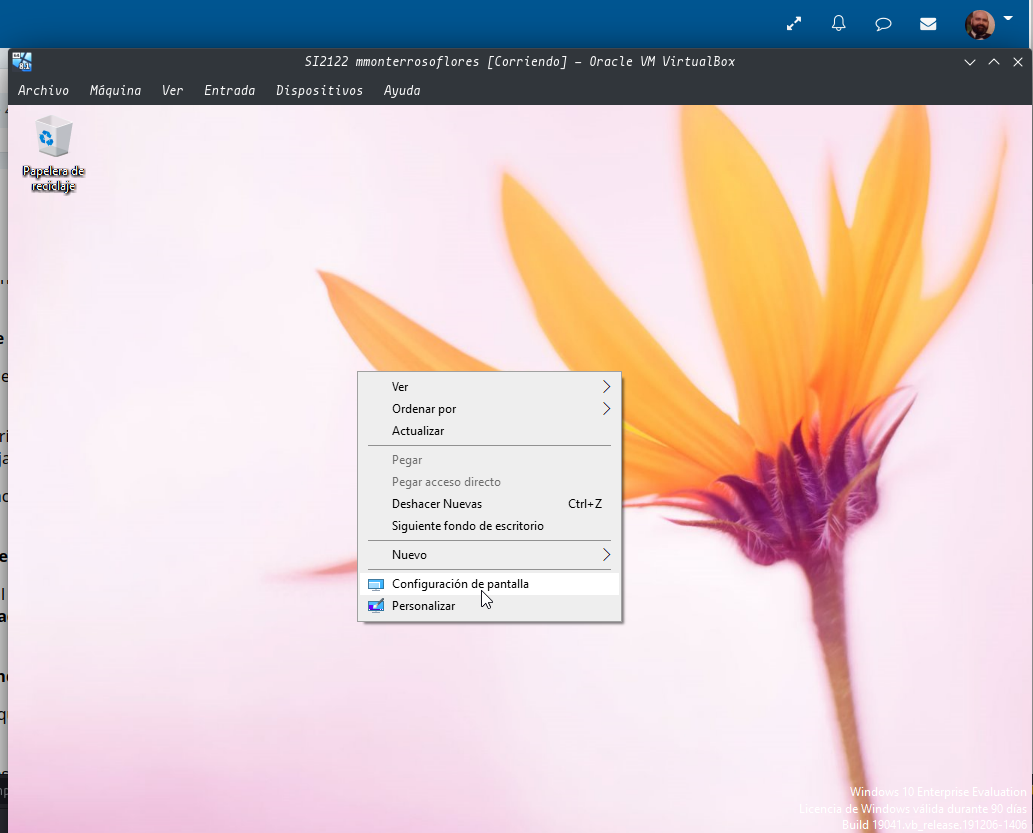 SI2122 mmonterrosoflores [Corriendo] – Oracle VM VirtualBox
Archivo Máquina Ver Entrada Dispositivos Ayuda
Papelera de
reciclaje
Ver
Ordenar por
Actualizar
Pegar
Pegar acceso directo
Deshacer Nuevas Ctrl+Z
Siguiente fondo de escritorio
Nuevo
Configuración de pantalla
Personalizar
Windows 10 Enterprise Evaluation
Licencia de Windows válida durante 90 días
Build 19041.vb_release.191206-1406